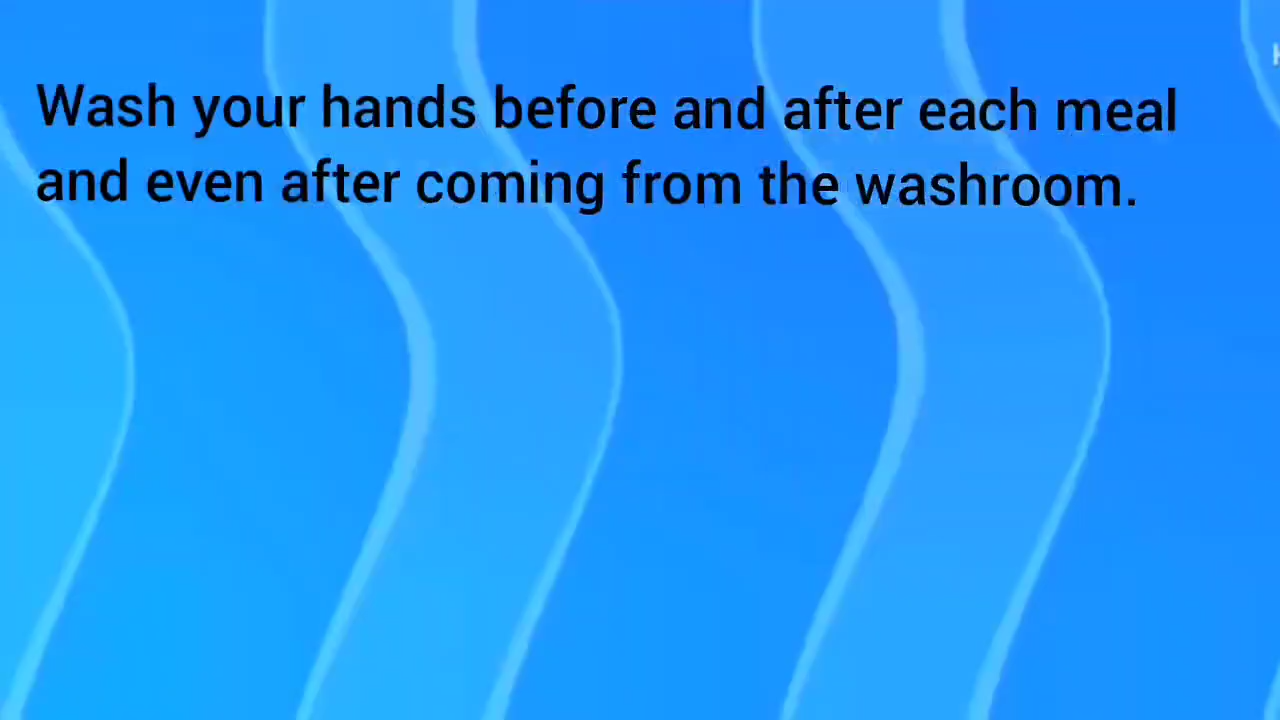 Wash your hands before and after each meal
and even after coming from the washroom.